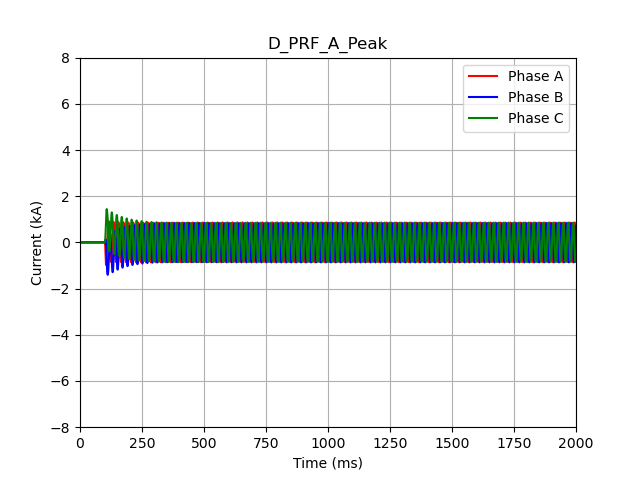 D_PRF_A_Peak
8
6
4
2
0
−2
−4
−6
−8
Current (kA)
Phase A
Phase B
Phase C
0 250 500 750 1000 1250 1500 1750 2000
Time (ms)